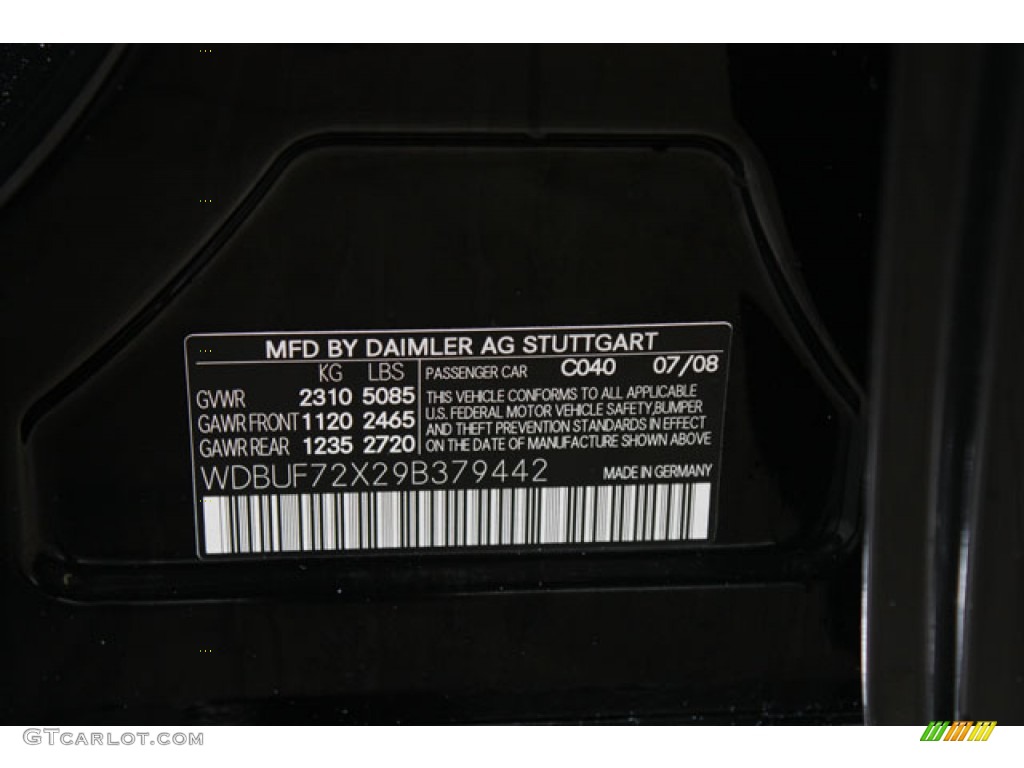 MFD BY DAIMLER AG STUTTGART
KG LBS
GVWR 2310 5085
GAWR FRONT 1120 2465
GAWR REAR 1235 2720
PASSENGER CAR C040 07/08
THIS VEHICLE CONFORMS TO ALL APPLICABLE
U.S. FEDERAL MOTOR VEHICLE SAFETY,BUMPER
AND THEFT PREVENTION STANDARDS IN EFFECT
ON THE DATE OF MANUFACTURE SHOWN ABOVE
WDBUF72X29B379442 MADE IN GERMANY
GTCarlot.com